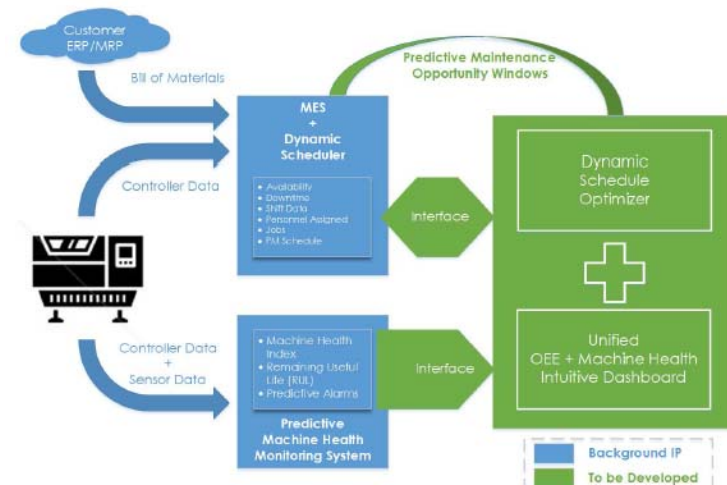 Customer
ERP/MRP
Bill of Materials
Controller Data
Controller Data
+
Sensor Data
MES
+
Dynamic
Scheduler
• Availability
• Downtime
• Shift Data
• Personnel Assigned
• Jobs
• P.M Schedule
• Machine Health
Index
• Remaining Useful
Life (RUL)
• Predictive Alarms
Predictive
Machine Health
Monitoring System
Predictive Maintenance
Opportunity Windows
Interface
Interface
Dynamic
Schedule
Optimizer
Unified
OEE + Machine Health
Intuitive Dashboard
Background IP
To be Developed